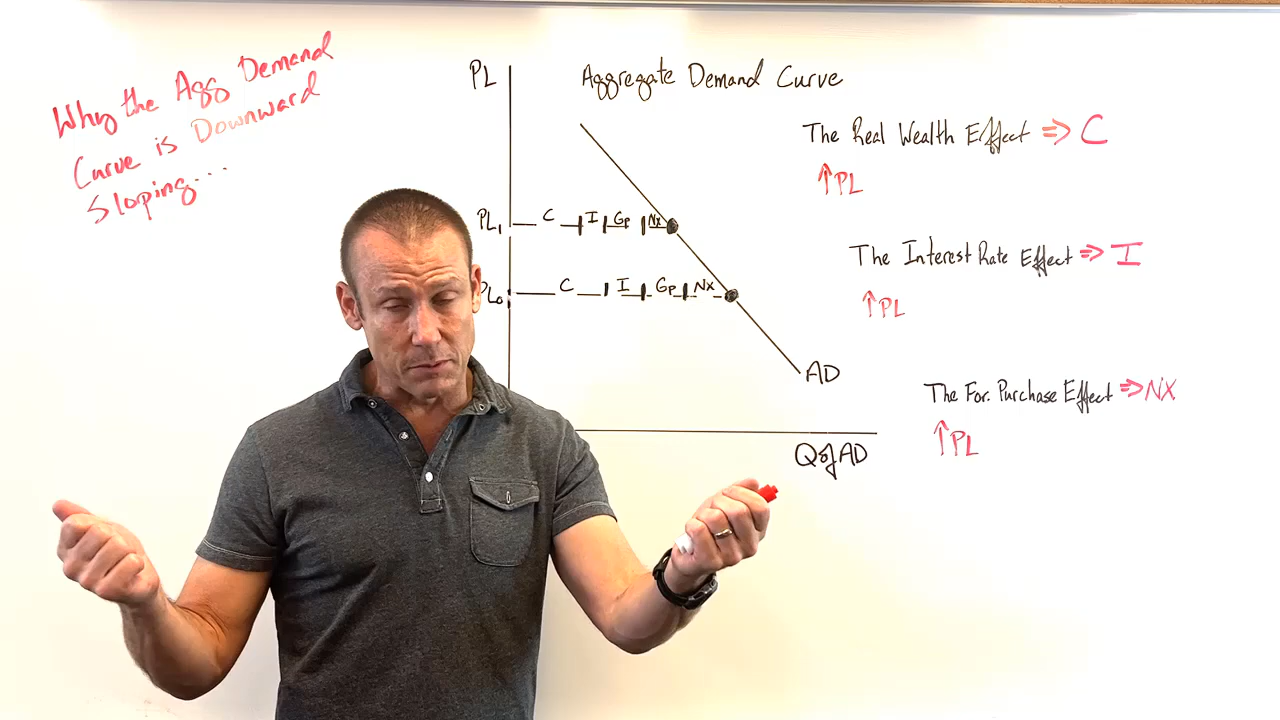 Why the Agg Demand
Curve is Downward
Sloping...
PL
Aggregate Demand Curve
PL₁
C I Gp Nx
PL₀
C I Gp Nx
AD
Q of AD
The Real Wealth Effect ⇒ C
↑PL
The Interest Rate Effect ⇒ I
↑PL
The For. Purchase Effect ⇒ NX
↑PL